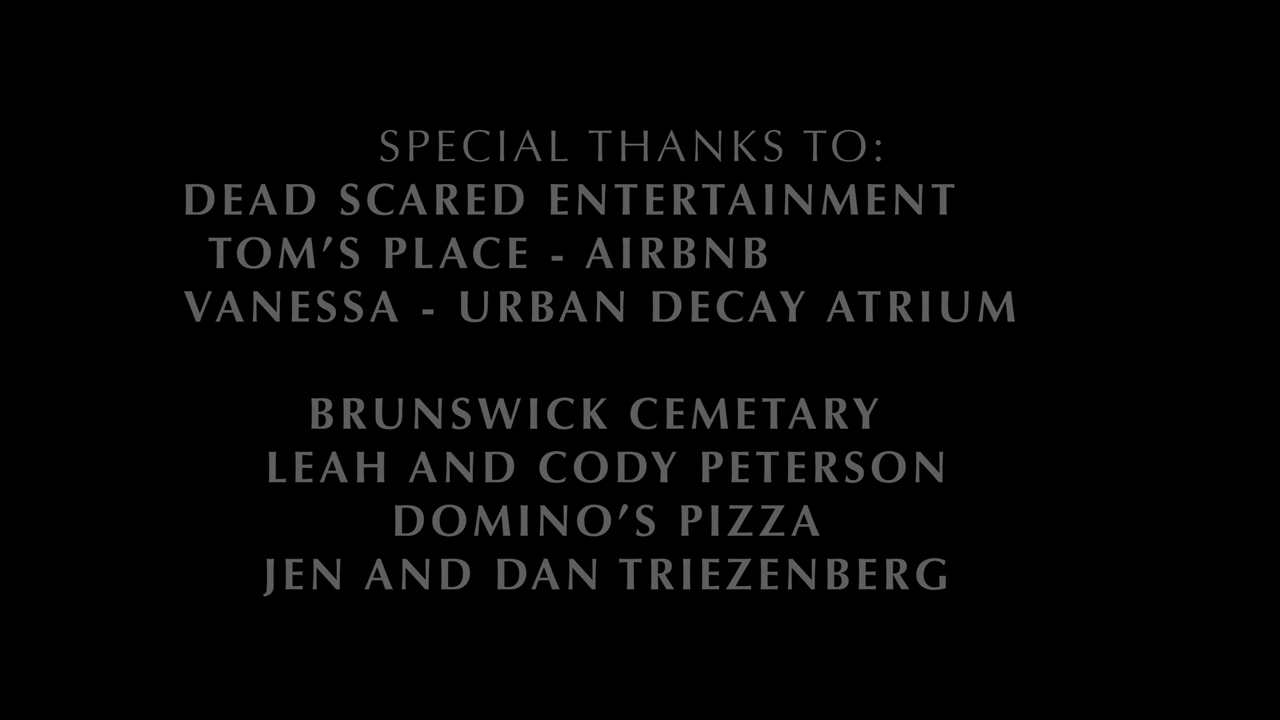 SPECIAL THANKS TO:
DEAD SCARED ENTERTAINMENT
TOM’S PLACE - AIRBNB
VANESSA - URBAN DECAY ATRIUM
BRUNSWICK CEMETARY
LEAH AND CODY PETERSON
DOMINO’S PIZZA
JEN AND DAN TRIEZENBERG